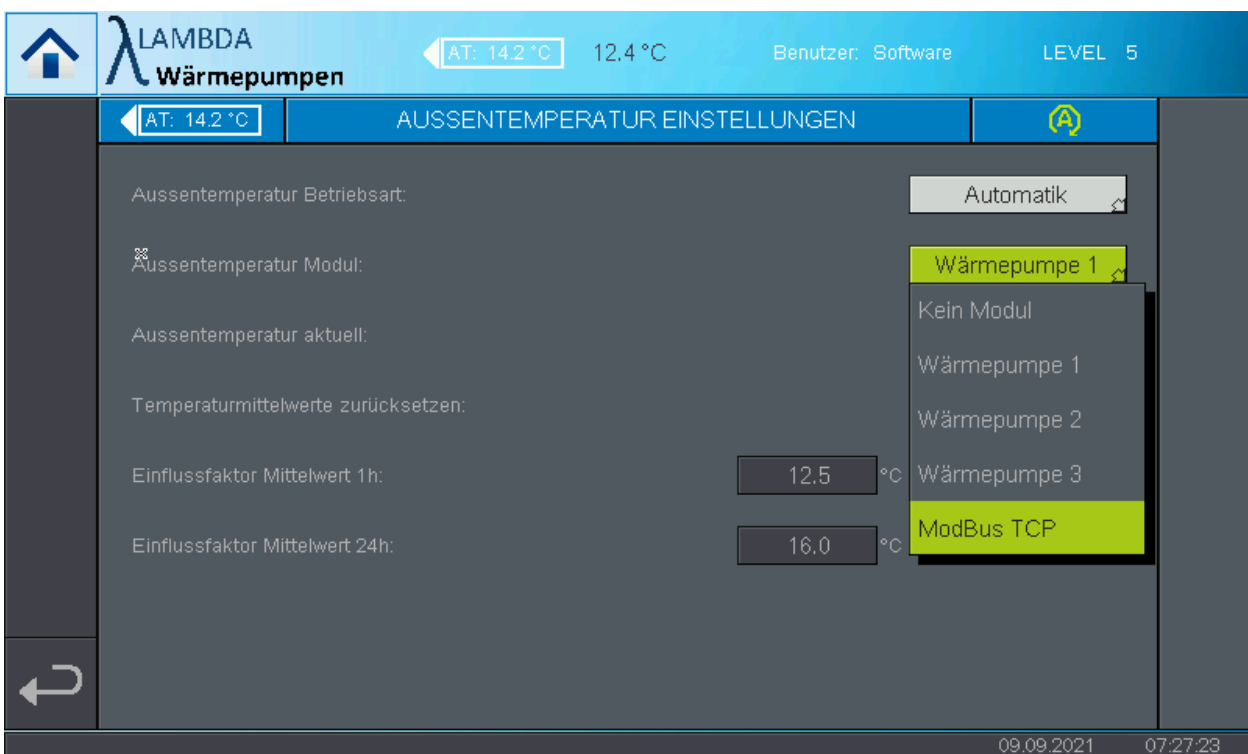 λLAMBDA
Wärmepumpen
AT: 14.2 °C 12.4 °C Benutzer: Software LEVEL 5
AT: 14.2 °C AUSSENTEMPERATUR EINSTELLUNGEN A
Aussentemperatur Betriebsart: Automatik
Aussentemperatur Modul: Wärmepumpe 1
Kein Modul
Aussentemperatur aktuell:
Wärmepumpe 1
Temperaturmittelwerte zurücksetzen:
Wärmepumpe 2
Einflussfaktor Mittelwert 1h: 12.5 °C Wärmepumpe 3
ModBus TCP
Einflussfaktor Mittelwert 24h: 16.0 °C
09.09.2021 07:27:23